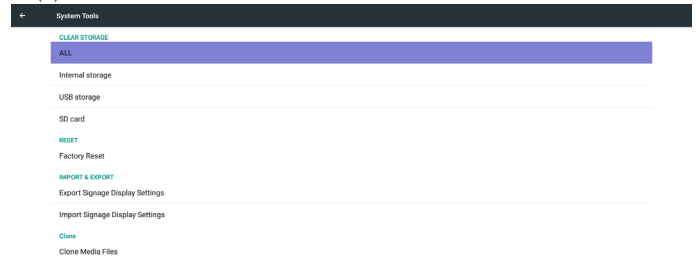 System Tools
CLEAR STORAGE
ALL
Internal storage
USB storage
SD card
RESET
Factory Reset
IMPORT & EXPORT
Export Signage Display Settings
Import Signage Display Settings
Clone
Clone Media Files